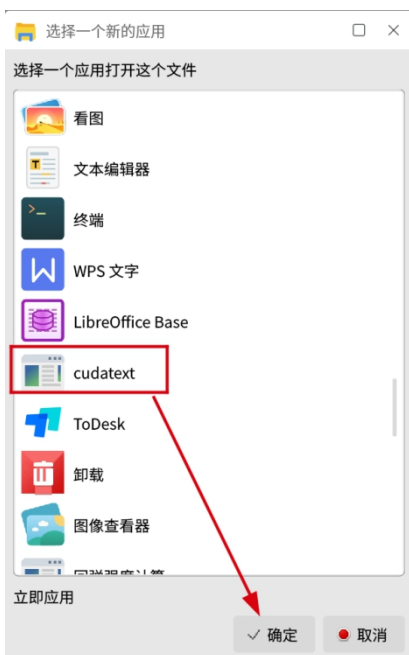 选择一个新的应用
选择一个应用打开这个文件
看图
文本编辑器
终端
WPS 文字
LibreOffice Base
cudatext
ToDesk
卸载
图像查看器
立即应用
确定
取消